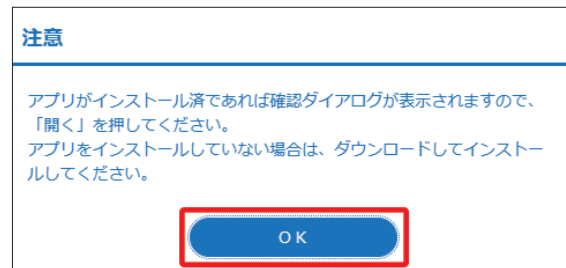 注意
アプリがインストール済であれば確認ダイアログが表示されますので、
「開く」を押してください。
アプリをインストールしていない場合は、ダウンロードしてインストー
ルしてください。
OK